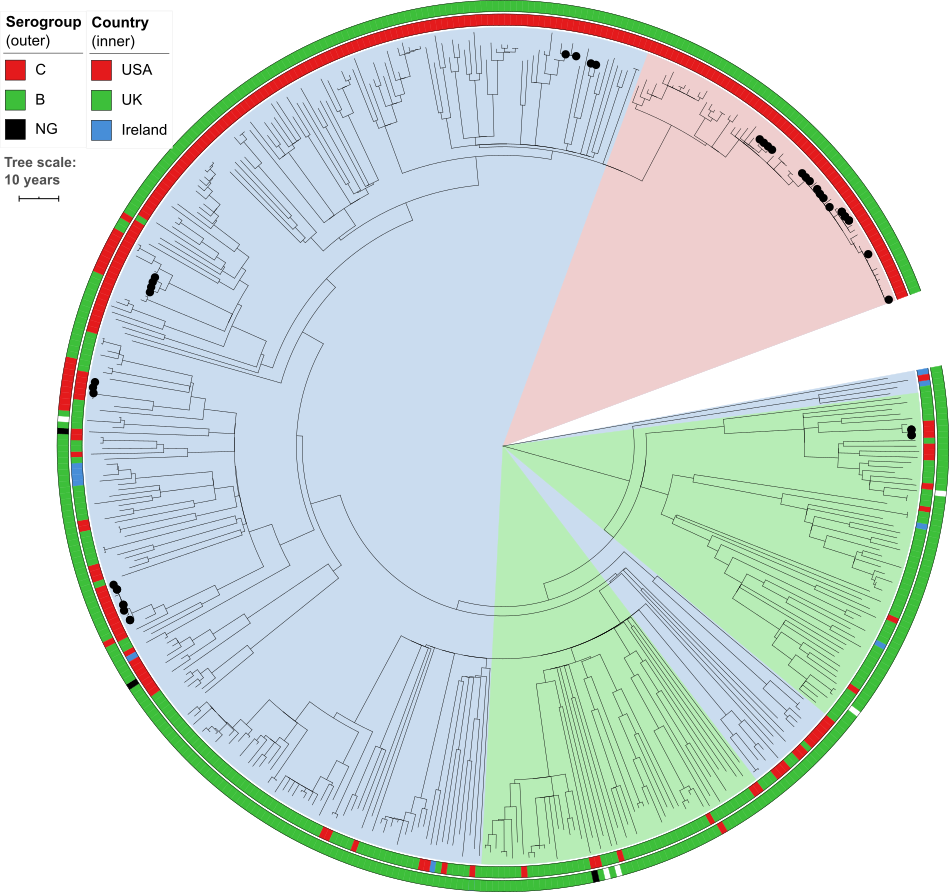 Serogroup
(outer)
C
B
NG
Country
(inner)
USA
UK
Ireland
Tree scale:
10 years